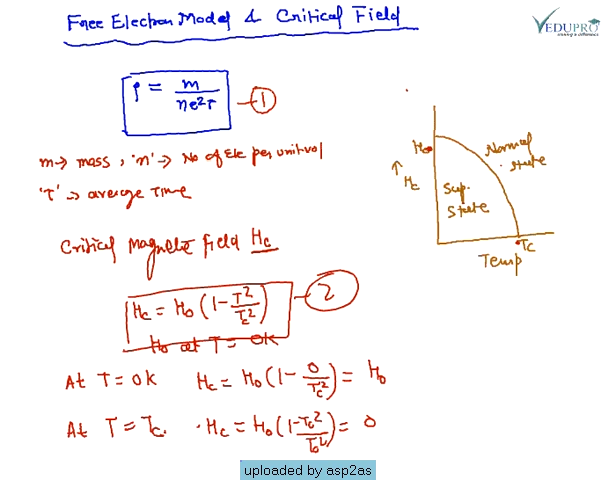 Free Electron Model & Critical Field
VEDUPRO
ρ = m / ne²τ — ①
m → mass, 'n' → No of Ele per unit vol
'τ' → average Time
Critical Magnetic Field Hc
Hc = H₀ (1 - T²/Tc²) — ②
H₀ at T = 0K
At T = 0K Hc = H₀ (1 - 0/Tc²) = H₀
At T = Tc. Hc = H₀ (1 - Tc²/Tc²) = 0
H₀
↑
Hc
Normal
state
Sup.
State
Tc
Temp
uploaded by asp2as